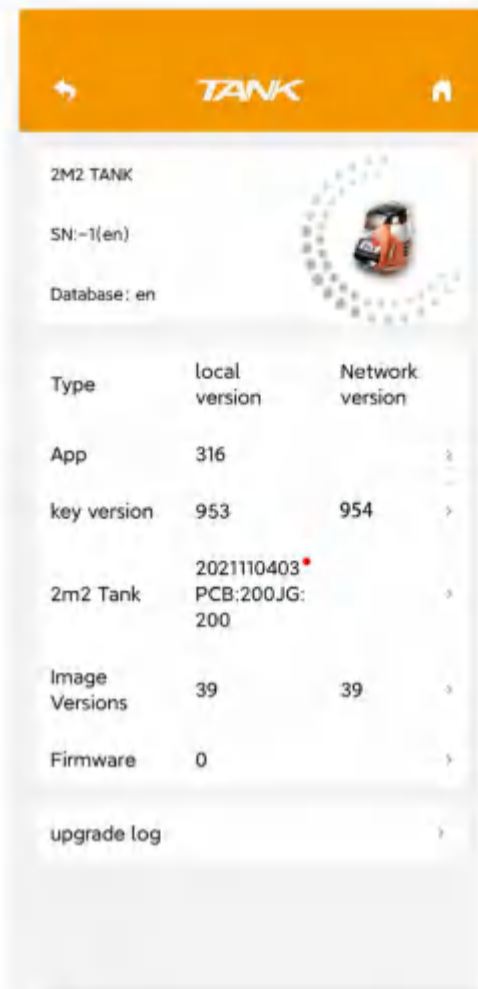 TANK
2M2 TANK
SN:-1(en)
Database: en
Type local version Network version
App 316
key version 953 954
2m2 Tank 2021110403 PCB:200JG: 200
Image Versions 39 39
Firmware 0
upgrade log